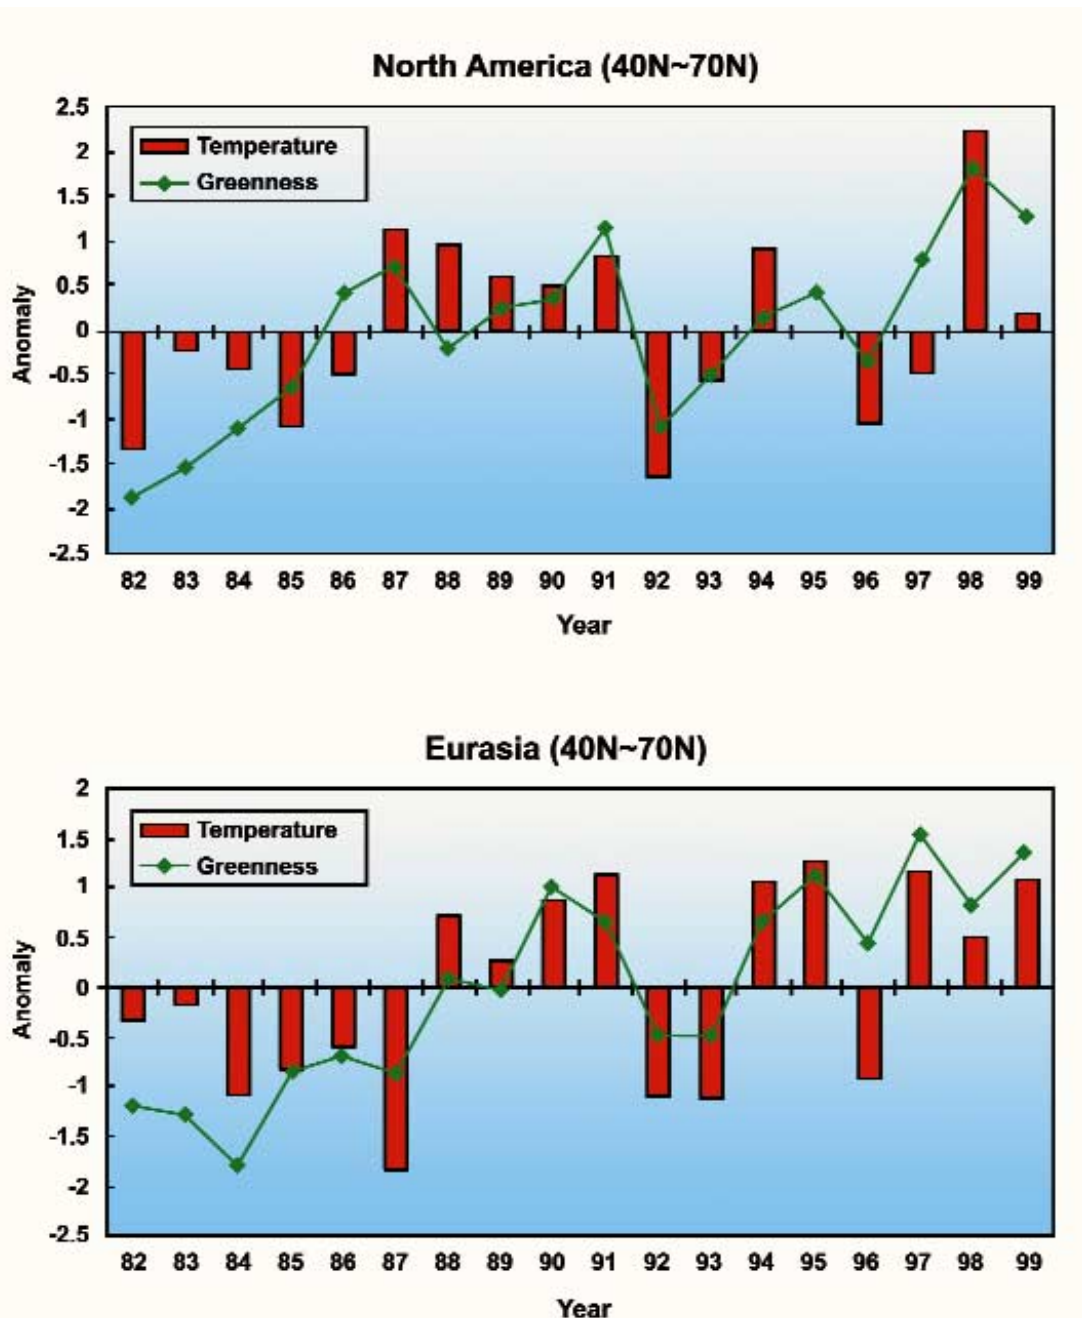 North America (40N~70N)
2.5
2
1.5
1
0.5
0
-0.5
-1
-1.5
-2
-2.5
Anomaly
Temperature
Greenness
82 83 84 85 86 87 88 89 90 91 92 93 94 95 96 97 98 99
Year
Eurasia (40N~70N)
2
1.5
1
0.5
0
-0.5
-1
-1.5
-2
-2.5
Anomaly
Temperature
Greenness
82 83 84 85 86 87 88 89 90 91 92 93 94 95 96 97 98 99
Year